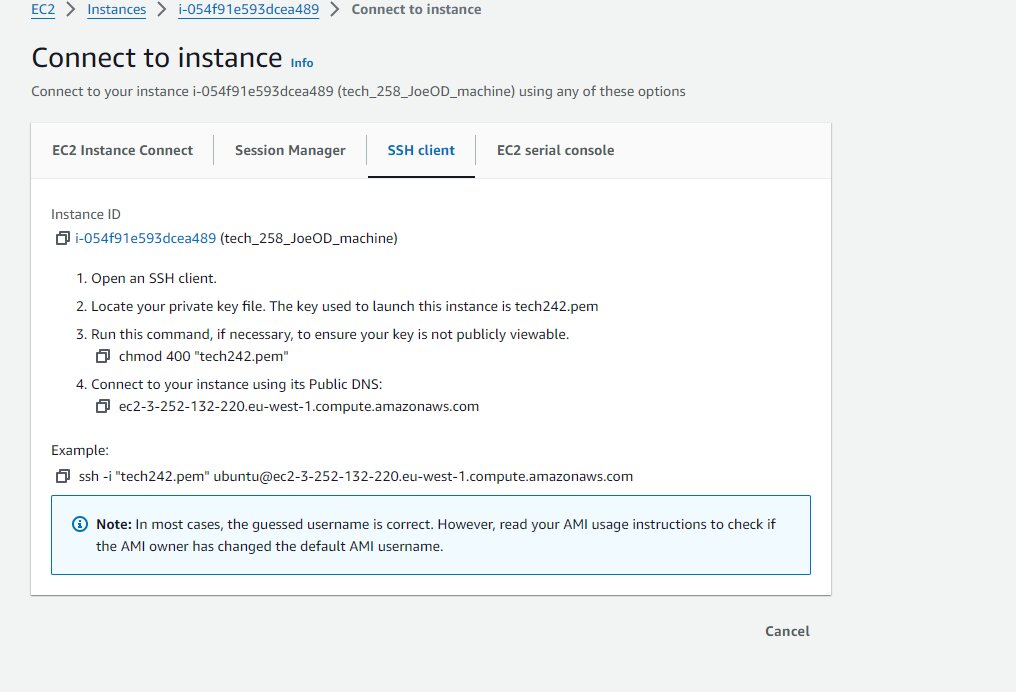 EC2 > Instances > i-054f91e593dcea489 > Connect to instance
Connect to instance Info
Connect to your instance i-054f91e593dcea489 (tech_258_JoeOD_machine) using any of these options
EC2 Instance Connect Session Manager SSH client EC2 serial console
Instance ID
i-054f91e593dcea489 (tech_258_JoeOD_machine)
1. Open an SSH client.
2. Locate your private key file. The key used to launch this instance is tech242.pem
3. Run this command, if necessary, to ensure your key is not publicly viewable.
chmod 400 "tech242.pem"
4. Connect to your instance using its Public DNS:
ec2-3-252-132-220.eu-west-1.compute.amazonaws.com
Example:
ssh -i "tech242.pem" ubuntu@ec2-3-252-132-220.eu-west-1.compute.amazonaws.com
Note: In most cases, the guessed username is correct. However, read your AMI usage instructions to check if
the AMI owner has changed the default AMI username.
Cancel